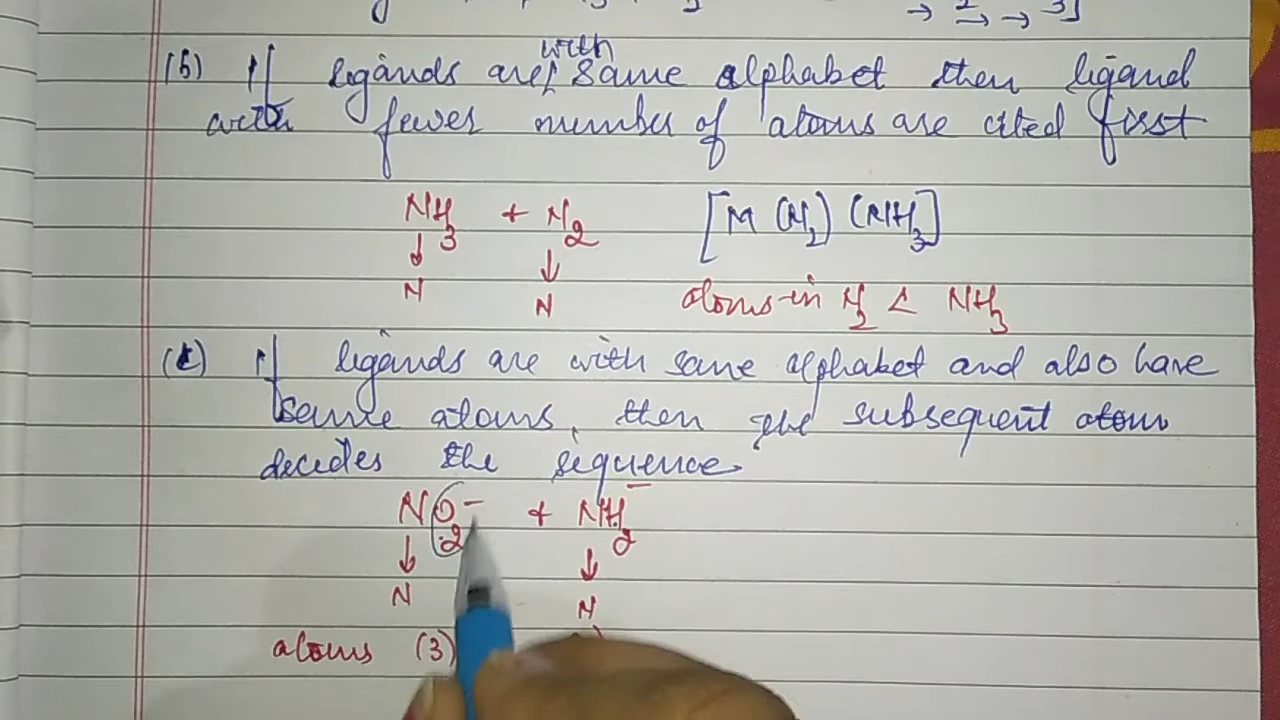 (b) If ligands are with same alphabet then ligand
with fewer number of atoms are cited first
NH3 + N2 [M (N2) (NH3]
↓ ↓
N N
atoms in N2 < NH3
(c) If ligands are with same alphabet and also have
same atoms, then the subsequent atom
decides the sequence.
NO2- + NH2-
↓ ↓
N N
atoms (3)